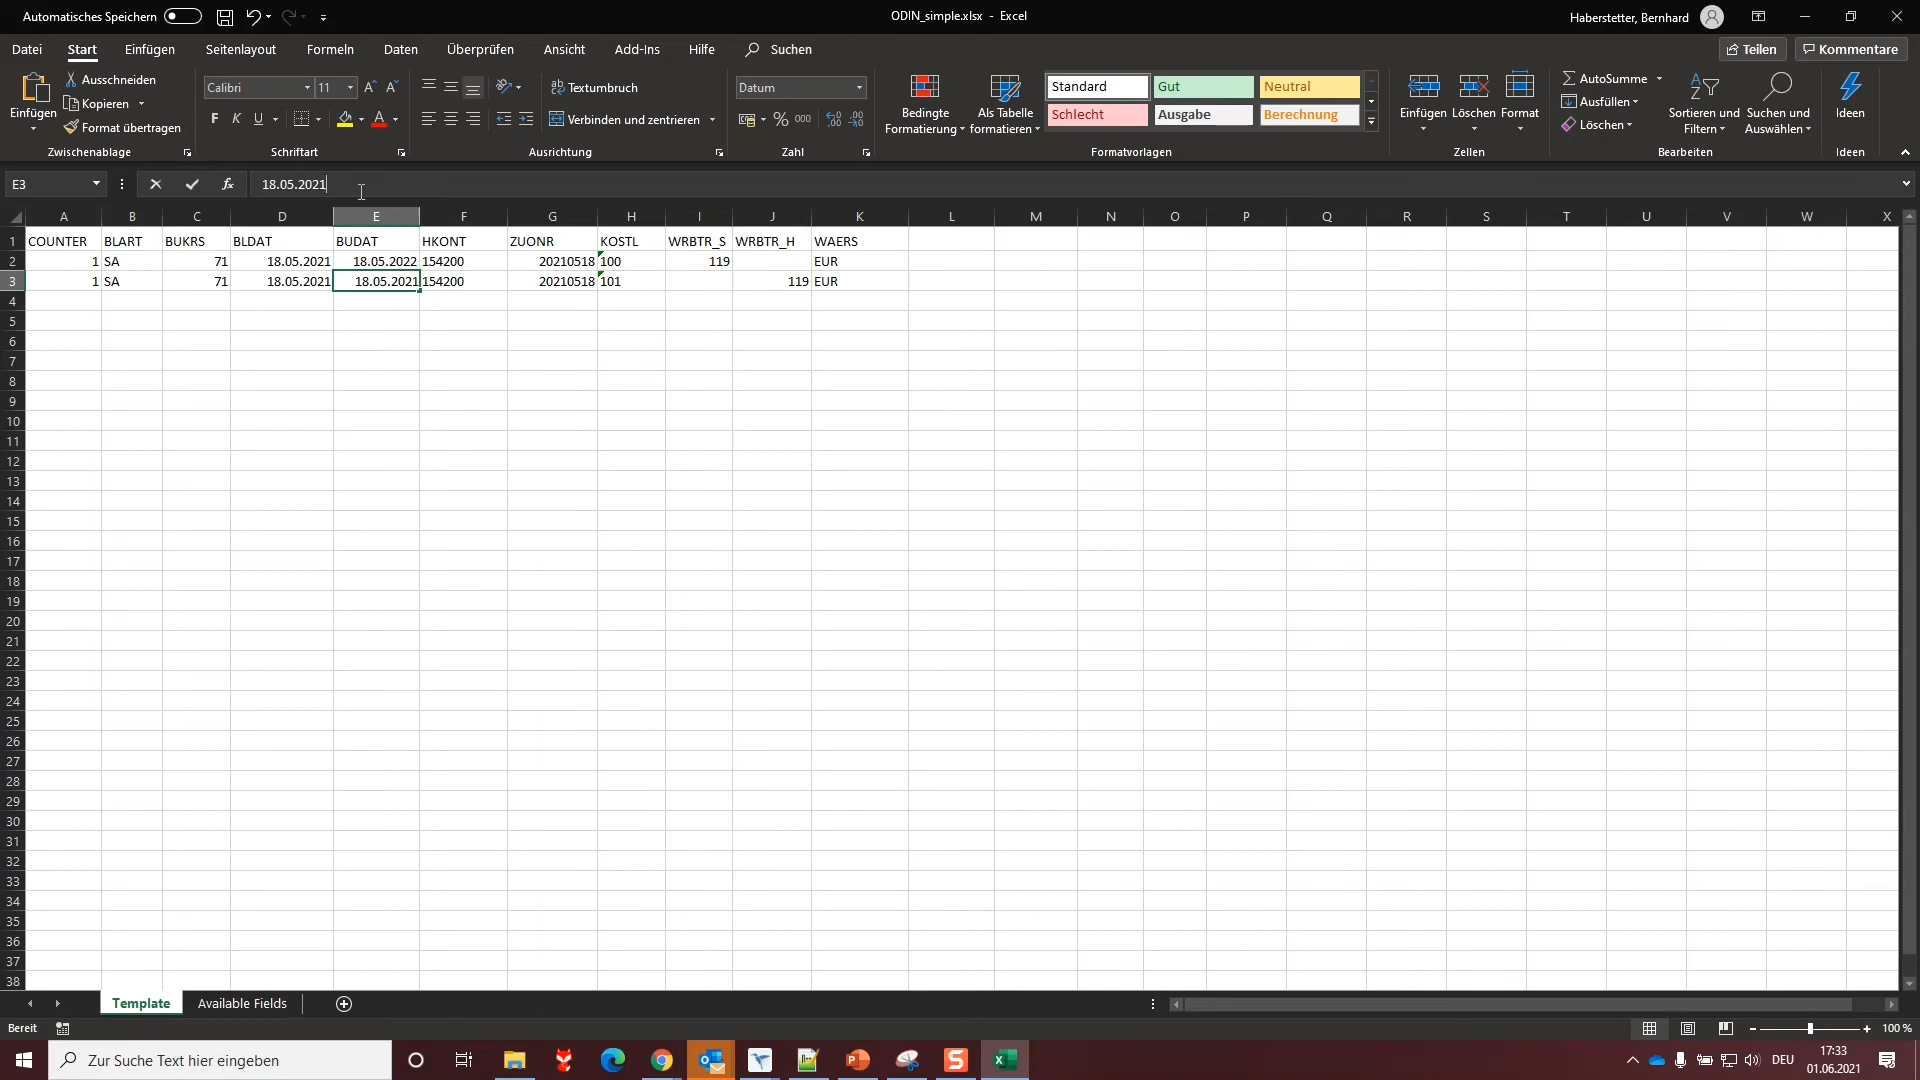 Automatisches Speichern
ODIN_simple.xlsx - Excel
Haberstetter, Bernhard
Datei Start Einfügen Seitenlayout Formeln Daten Überprüfen Ansicht Add-Ins Hilfe Suchen Teilen Kommentare
Einfügen
Ausschneiden
Kopieren
Format übertragen
Zwischenablage
Calibri 11
F K U
Schriftart
Textumbruch
Verbinden und zentrieren
Ausrichtung
Datum
% 000
Zahl
Bedingte Formatierung
Als Tabelle formatieren
Standard Gut Neutral
Schlecht Ausgabe Berechnung
Formatvorlagen
Einfügen Löschen Format
Zellen
AutoSumme
Ausfüllen
Löschen
Sortieren und Filtern
Suchen und Auswählen
Bearbeiten
Ideen
Ideen
E3 fx 18.05.2021
A B C D E F G H I J K L M N O P Q R S T U V W X
1 COUNTER BLART BUKRS BLDAT BUDAT HKONT ZUONR KOSTL WRBTR_S WRBTR_H WAERS
2 1 SA 71 18.05.2021 18.05.2022 154200 20210518 100 119 EUR
3 1 SA 71 18.05.2021 18.05.2021 154200 20210518 101 119 EUR
4
5
6
7
8
9
10
11
12
13
14
15
16
17
18
19
20
21
22
23
24
25
26
27
28
29
30
31
32
33
34
35
36
37
38
Template Available Fields
Bereit
100 %
Zur Suche Text hier eingeben
DEU
17:33
01.06.2021